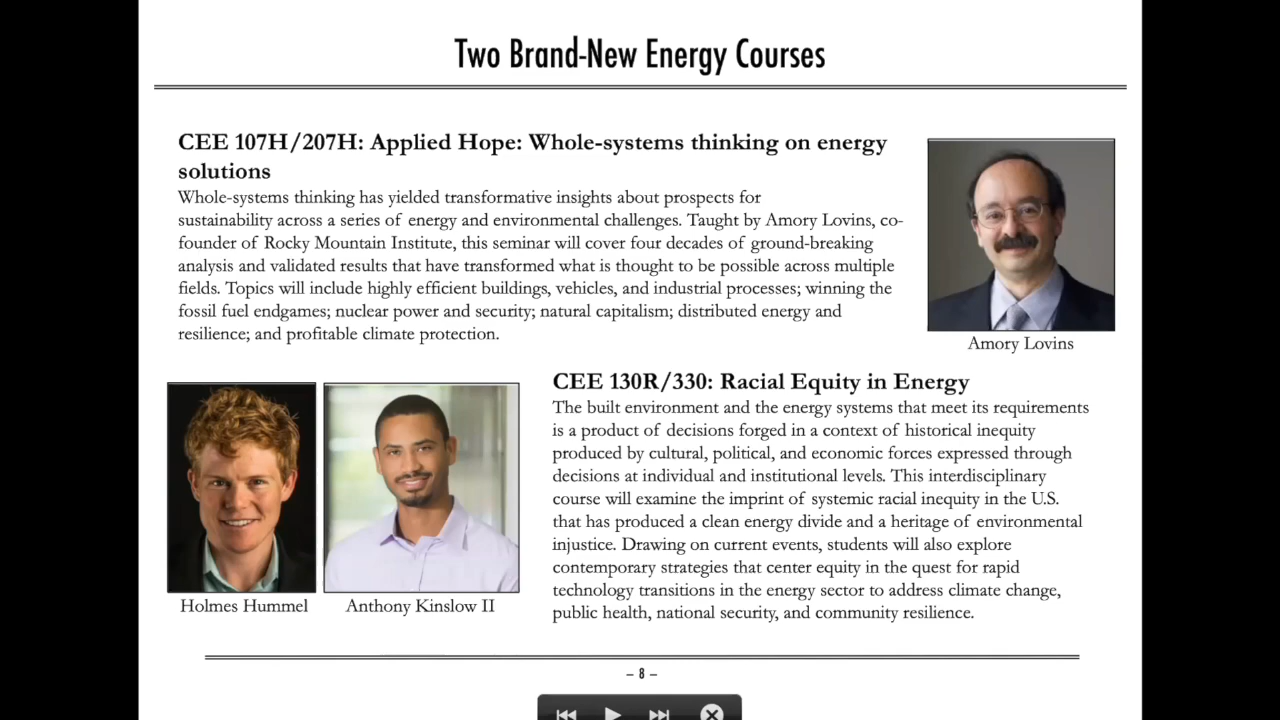 Two Brand-New Energy Courses
CEE 107H/207H: Applied Hope: Whole-systems thinking on energy
solutions
Whole-systems thinking has yielded transformative insights about prospects for
sustainability across a series of energy and environmental challenges. Taught by Amory Lovins, co-
founder of Rocky Mountain Institute, this seminar will cover four decades of ground-breaking
analysis and validated results that have transformed what is thought to be possible across multiple
fields. Topics will include highly efficient buildings, vehicles, and industrial processes; winning the
fossil fuel endgames; nuclear power and security; natural capitalism; distributed energy and
resilience; and profitable climate protection.
Amory Lovins
CEE 130R/330: Racial Equity in Energy
The built environment and the energy systems that meet its requirements
is a product of decisions forged in a context of historical inequity
produced by cultural, political, and economic forces expressed through
decisions at individual and institutional levels. This interdisciplinary
course will examine the imprint of systemic racial inequity in the U.S.
that has produced a clean energy divide and a heritage of environmental
injustice. Drawing on current events, students will also explore
contemporary strategies that center equity in the quest for rapid
technology transitions in the energy sector to address climate change,
public health, national security, and community resilience.
Holmes Hummel
Anthony Kinslow II
– 8 –